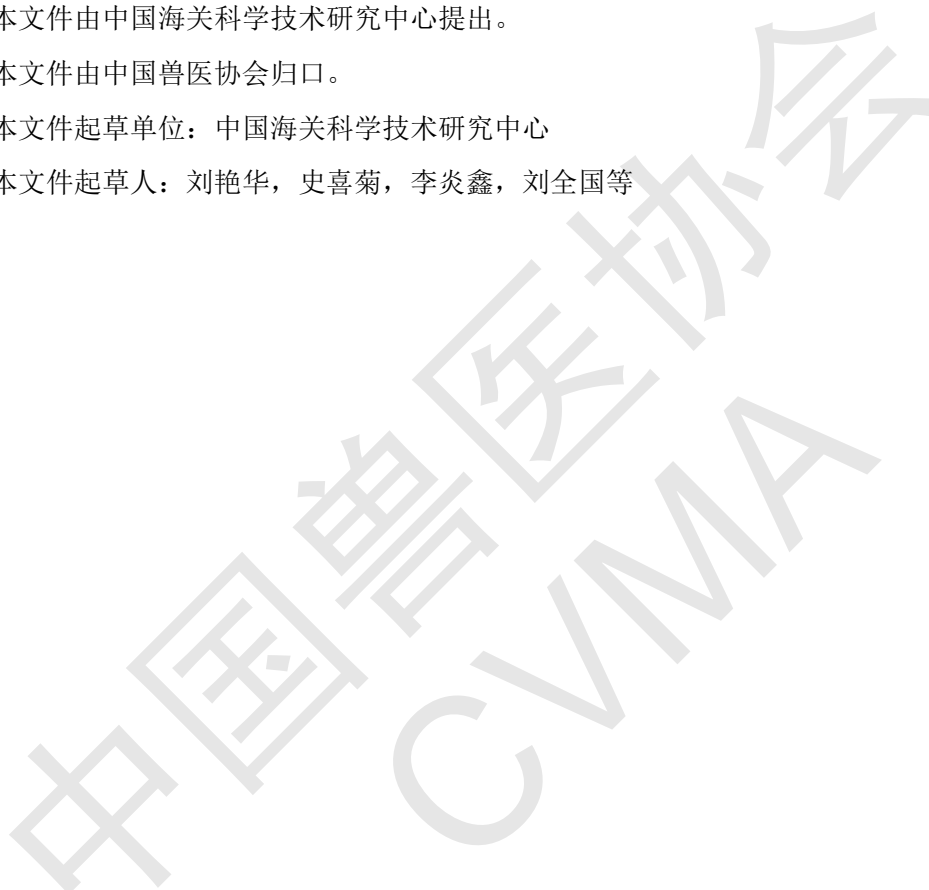 本文件由中国海关科学技术研究中心提出。
本文件由中国兽医协会归口。
本文件起草单位：中国海关科学技术研究中心
本文件起草人：刘艳华，史喜菊，李炎鑫，刘全国等
中国兽医协会
CVMA